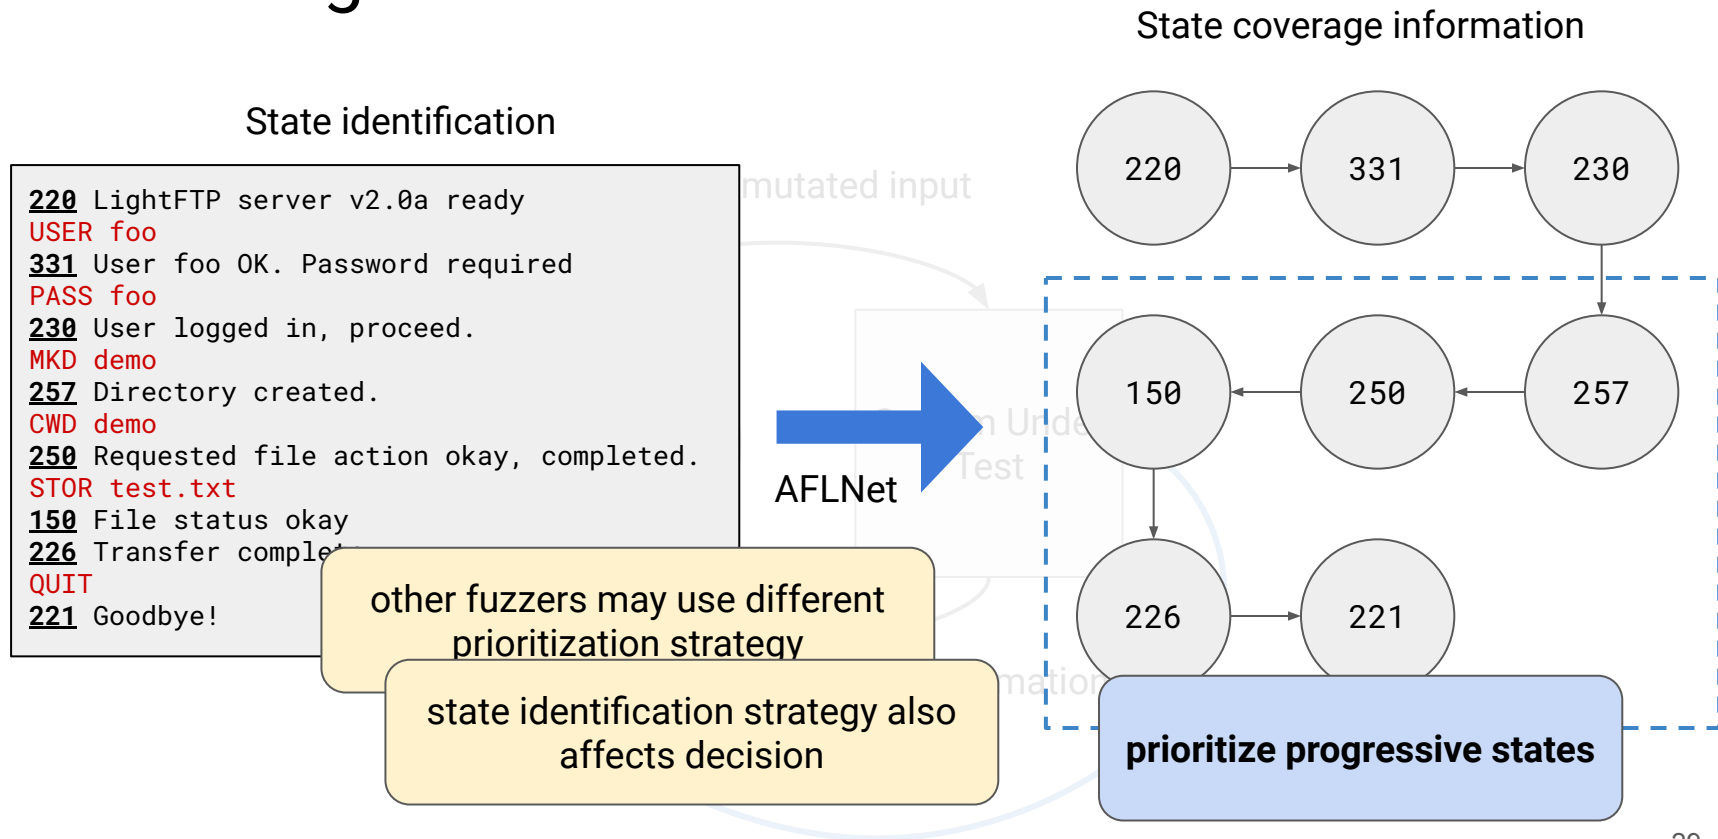 State coverage information
State identification
220 LightFTP server v2.0a ready
USER foo
331 User foo OK. Password required
PASS foo
230 User logged in, proceed.
MKD demo
257 Directory created.
CWD demo
250 Requested file action okay, completed.
STOR test.txt
150 File status okay
226 Transfer complete
QUIT
221 Goodbye!
mutated input
Under
Test
AFLNet
220
331
230
150
250
257
226
221
other fuzzers may use different
prioritization strategy
state identification strategy also
affects decision
prioritize progressive states